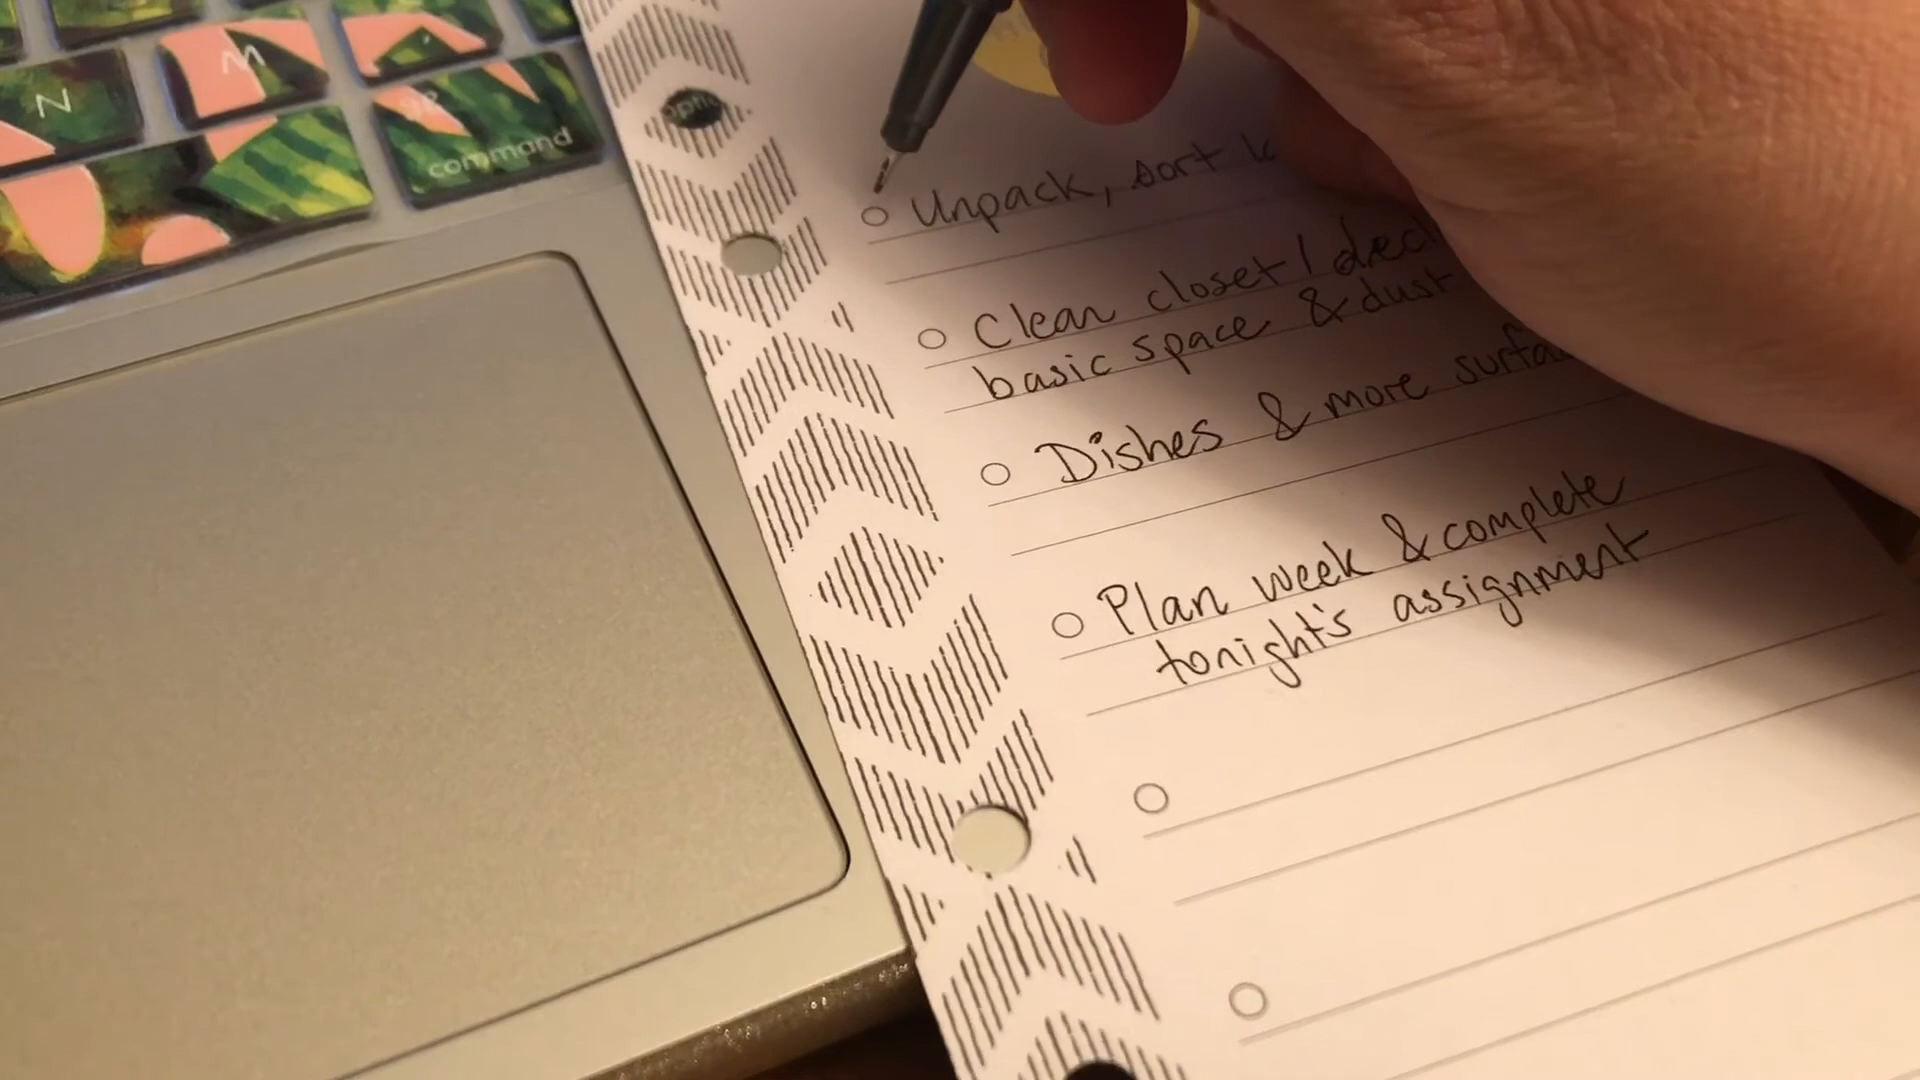 N
M
command
Unpack, sort
Clean closet /
basic space & dust
Dishes & more
Plan week & complete
tonight's assignment